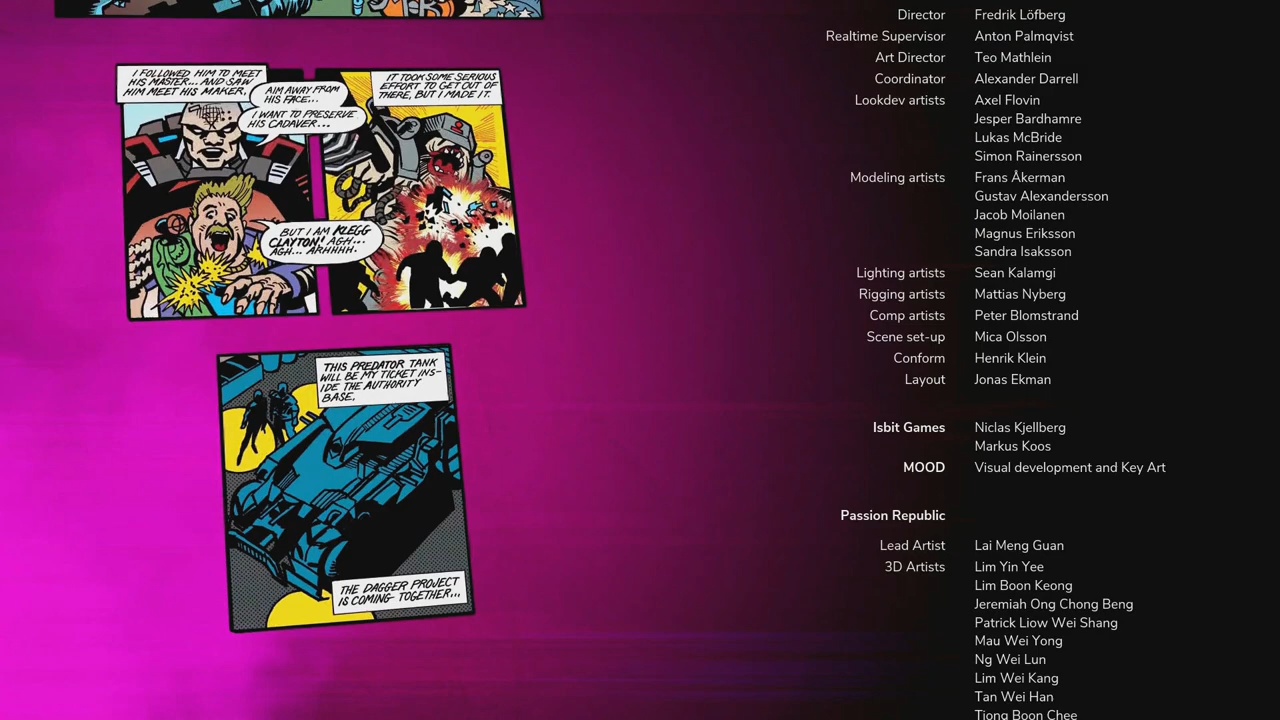 I FOLLOWED HIM TO MEET
HIS MASTER... AND SAW
HIM MEET HIS MAKER.
AIM AWAY FROM
HIS FACE...
I WANT TO PRESERVE
HIS CADAVER...
BUT I AM KLEGG
CLAYTON! AGH...
AGH... ARHHHH.
IT TOOK SOME SERIOUS
EFFORT TO GET OUT OF
THERE, BUT I MADE IT.
THIS PREDATOR TANK
WILL BE MY TICKET INS-
IDE THE AUTHORITY
BASE.
THE DAGGER PROJECT
IS COMING TOGETHER...
Director Fredrik Löfberg
Realtime Supervisor Anton Palmqvist
Art Director Teo Mathlein
Coordinator Alexander Darrell
Lookdev artists Axel Flovin
Jesper Bardhamre
Lukas McBride
Simon Rainersson
Modeling artists Frans Åkerman
Gustav Alexandersson
Jacob Moilanen
Magnus Eriksson
Sandra Isaksson
Lighting artists Sean Kalamgi
Rigging artists Mattias Nyberg
Comp artists Peter Blomstrand
Scene set-up Mica Olsson
Conform Henrik Klein
Layout Jonas Ekman
Isbit Games Niclas Kjellberg
Markus Koos
MOOD Visual development and Key Art
Passion Republic
Lead Artist Lai Meng Guan
3D Artists Lim Yin Yee
Lim Boon Keong
Jeremiah Ong Chong Beng
Patrick Liow Wei Shang
Mau Wei Yong
Ng Wei Lun
Lim Wei Kang
Tan Wei Han
Tiong Boon Chee